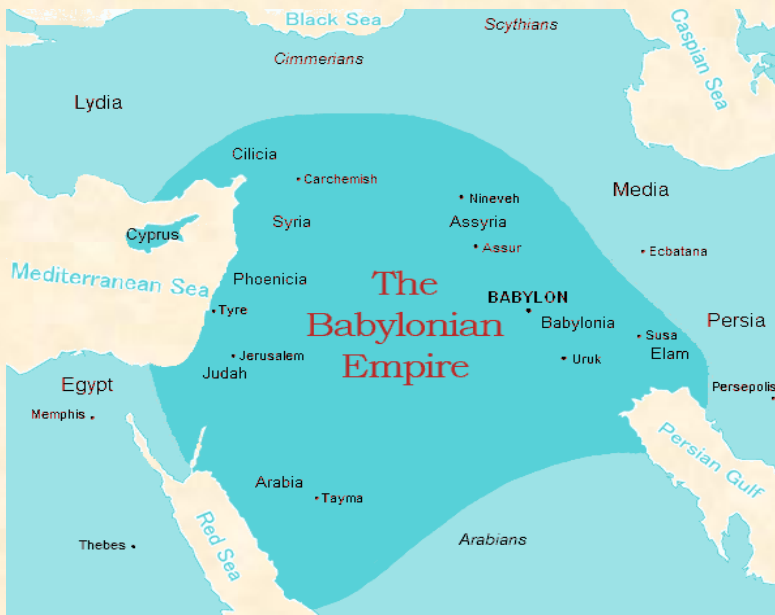 Black Sea
Scythians
Caspian Sea
Cimmerians
Lydia
Cilicia
Carchemish
Media
Nineveh
Syria
Assyria
Cyprus
Assur
Ecbatana
Mediterranean Sea
Phoenicia
The
Babylonian
Empire
BABYLON
Tyre
Babylonia
Persia
Susa
Elam
Jerusalem
Uruk
Judah
Egypt
Persepolis
Memphis
Persian Gulf
Arabia
Tayma
Red Sea
Thebes
Arabians